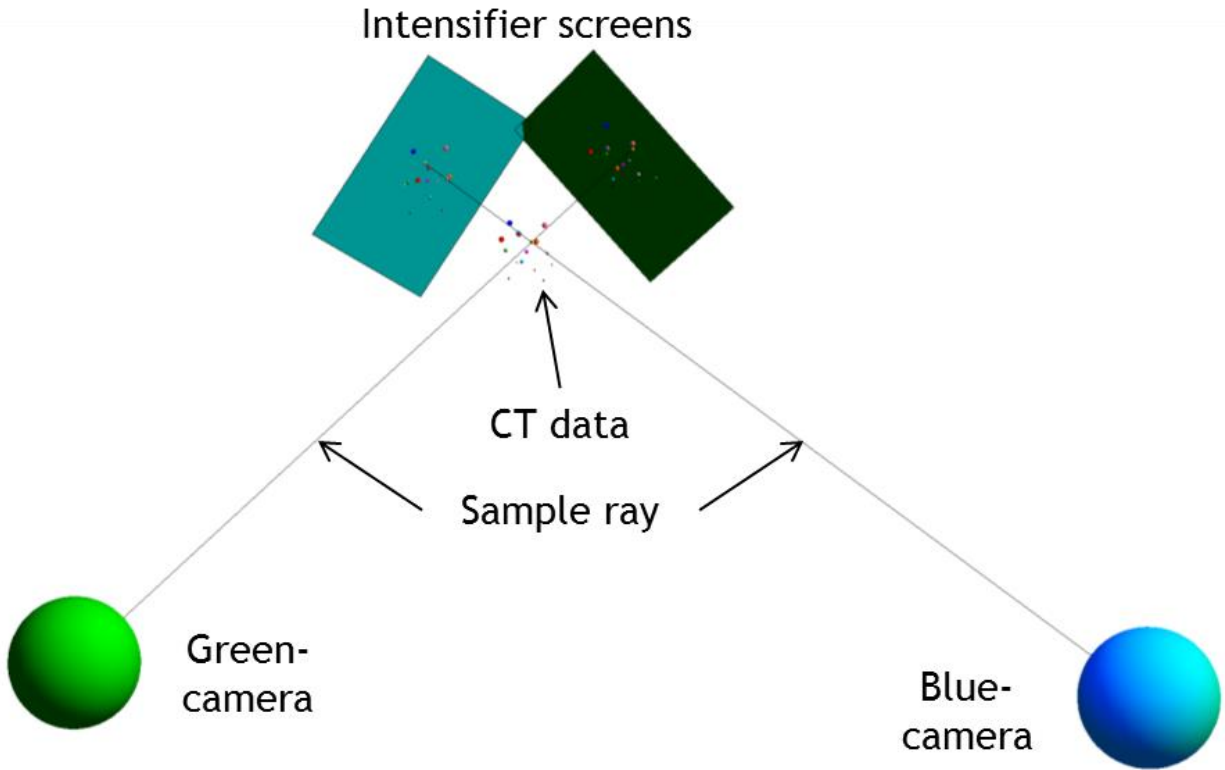 Intensifier screens
CT data
Sample ray
Green-
camera
Blue-
camera